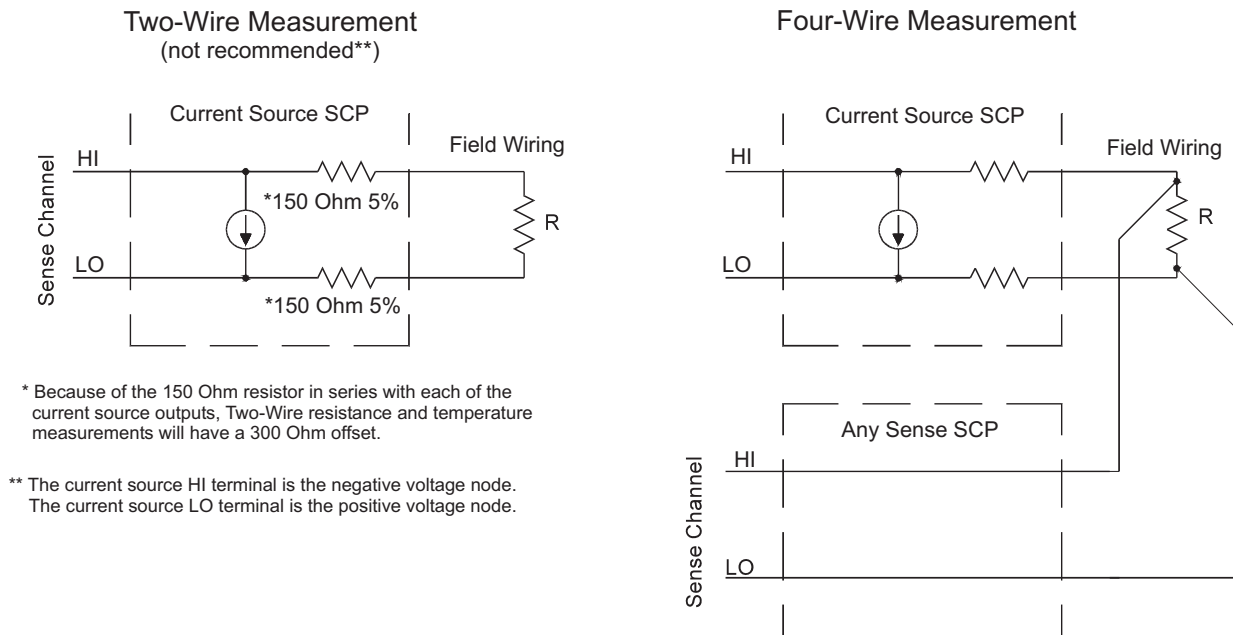 Two-Wire Measurement
(not recommended**)
Current Source SCP
Field Wiring
Sense Channel
HI
*150 Ohm 5%
R
LO
*150 Ohm 5%
* Because of the 150 Ohm resistor in series with each of the
current source outputs, Two-Wire resistance and temperature
measurements will have a 300 Ohm offset.
** The current source HI terminal is the negative voltage node.
The current source LO terminal is the positive voltage node.
Four-Wire Measurement
Current Source SCP
Field Wiring
HI
R
LO
Any Sense SCP
Sense Channel
HI
LO